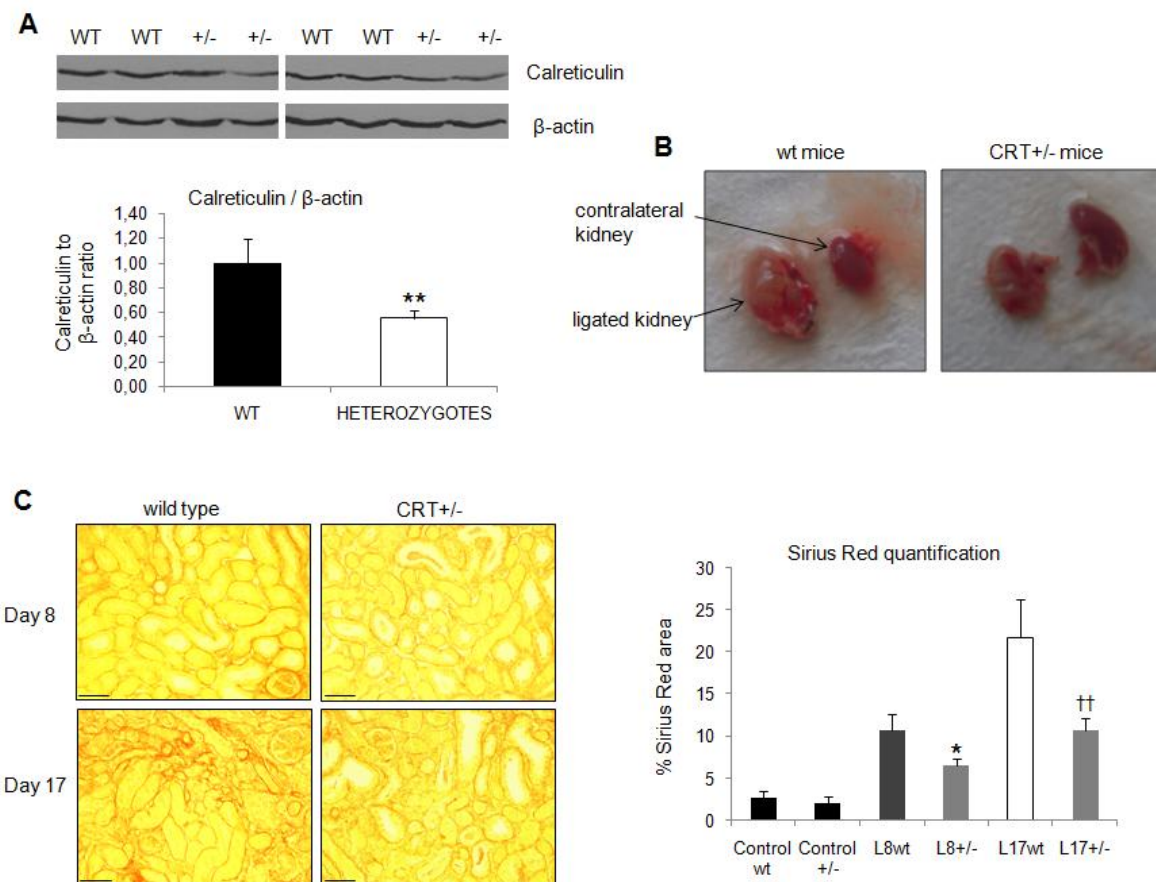 A
WT WT +/- +/- WT WT +/- +/-
Calreticulin
β-actin
Calreticulin / β-actin
Calreticulin to
β-actin ratio
1,40
1,20
1,00
0,80
0,60
0,40
0,20
0,00
**
WT HETEROZYGOTES
B
wt mice CRT+/- mice
contralateral
kidney
ligated kidney
C
wild type CRT+/-
Day 8
Day 17
Sirius Red quantification
% Sirius Red area
30
25
20
15
10
5
0
*
††
Control
wt
Control
+/-
L8wt L8+/- L17wt L17+/-